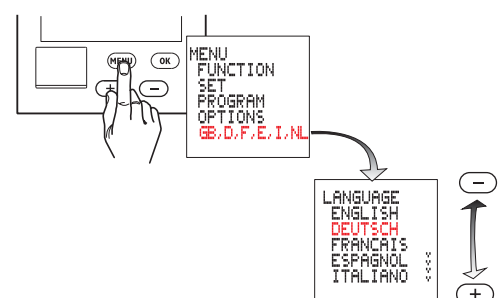 MENU OK
+ −
MENU
FUNCTION
SET
PROGRAM
OPTIONS
GB,D,F,E,I,NL
LANGUAGE
ENGLISH
DEUTSCH
FRANCAIS
ESPAGNOL
ITALIANO
−
+